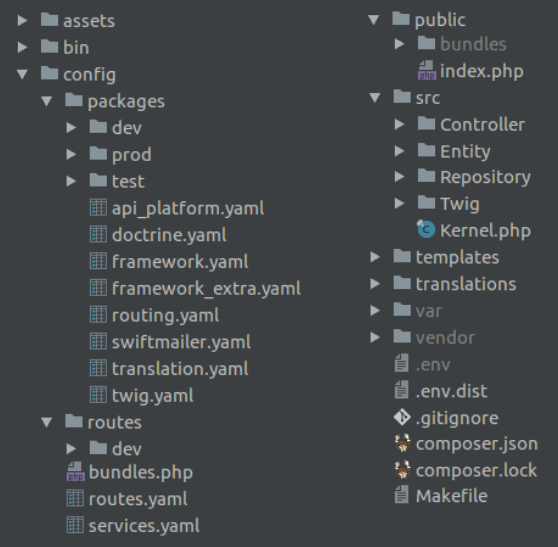 assets
bin
config
packages
dev
prod
test
api_platform.yaml
doctrine.yaml
framework.yaml
framework_extra.yaml
routing.yaml
swiftmailer.yaml
translation.yaml
twig.yaml
routes
dev
php
bundles.php
routes.yaml
services.yaml
public
bundles
php
index.php
src
Controller
Entity
Repository
Twig
C
Kernel.php
templates
translations
var
vendor
.env
.env.dist
.gitignore
composer.json
composer.lock
Makefile